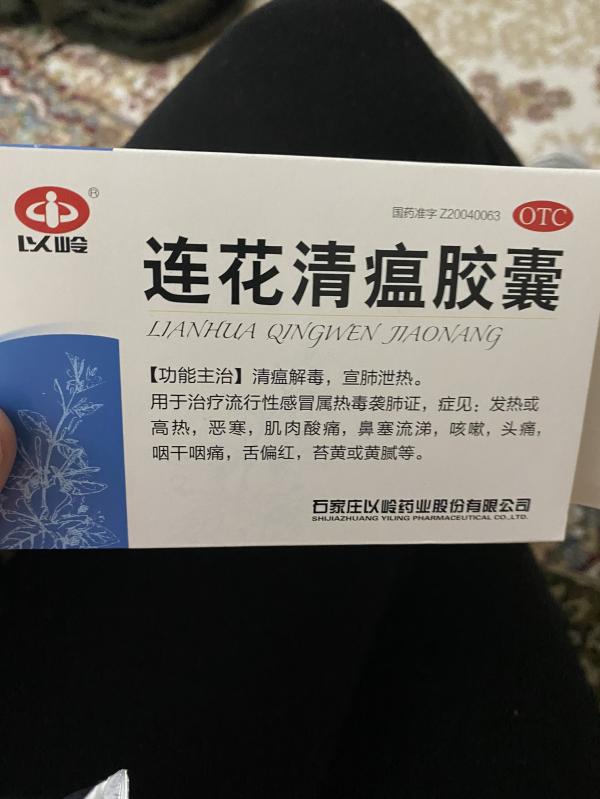 以岭
®
国药准字 Z20040063
OTC
连花清瘟胶囊
LIANHUA QINGWEN JIAONANG
【功能主治】清瘟解毒，宣肺泄热。
用于治疗流行性感冒属热毒袭肺证，症见：发热或
高热，恶寒，肌肉酸痛，鼻塞流涕，咳嗽，头痛，
咽干咽痛，舌偏红，苔黄或黄腻等。
石家庄以岭药业股份有限公司
SHIJIAZHUANG YILING PHARMACEUTICAL CO.,LTD.